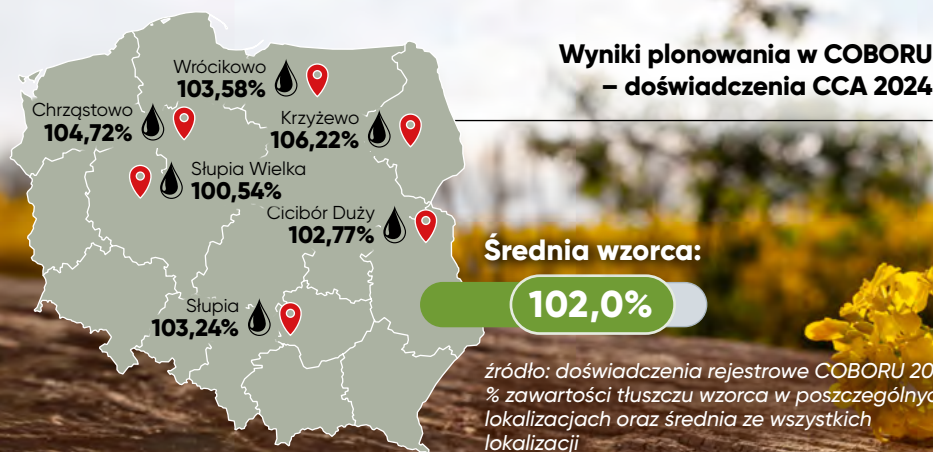 Wyniki plonowania w COBORU
– doświadczenia CCA 2024
Wrócikowo
103,58%
Chrząstowo
104,72%
Krzyżewo
106,22%
Słupia Wielka
100,54%
Cicibór Duży
102,77%
Słupia
103,24%
Średnia wzorca:
102,0%
źródło: doświadczenia rejestrowe COBORU
% zawartości tłuszczu wzorca w
lokalizacjach oraz średnia ze wszystkich
lokalizacji